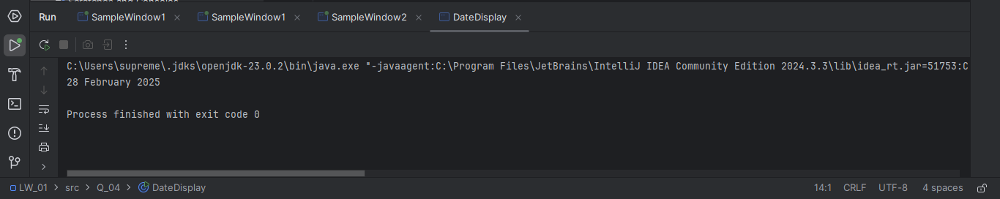 Run SampleWindow1 SampleWindow1 SampleWindow2 DateDisplay
C:\Users\supreme\.jdks\openjdk-23.0.2\bin\java.exe "-javaagent:C:\Program Files\JetBrains\IntelliJ IDEA Community Edition 2024.3.3\lib\idea_rt.jar=51753:C
28 February 2025
Process finished with exit code 0
LW_01 > src > Q_04 > DateDisplay 14:1 CRLF UTF-8 4 spaces